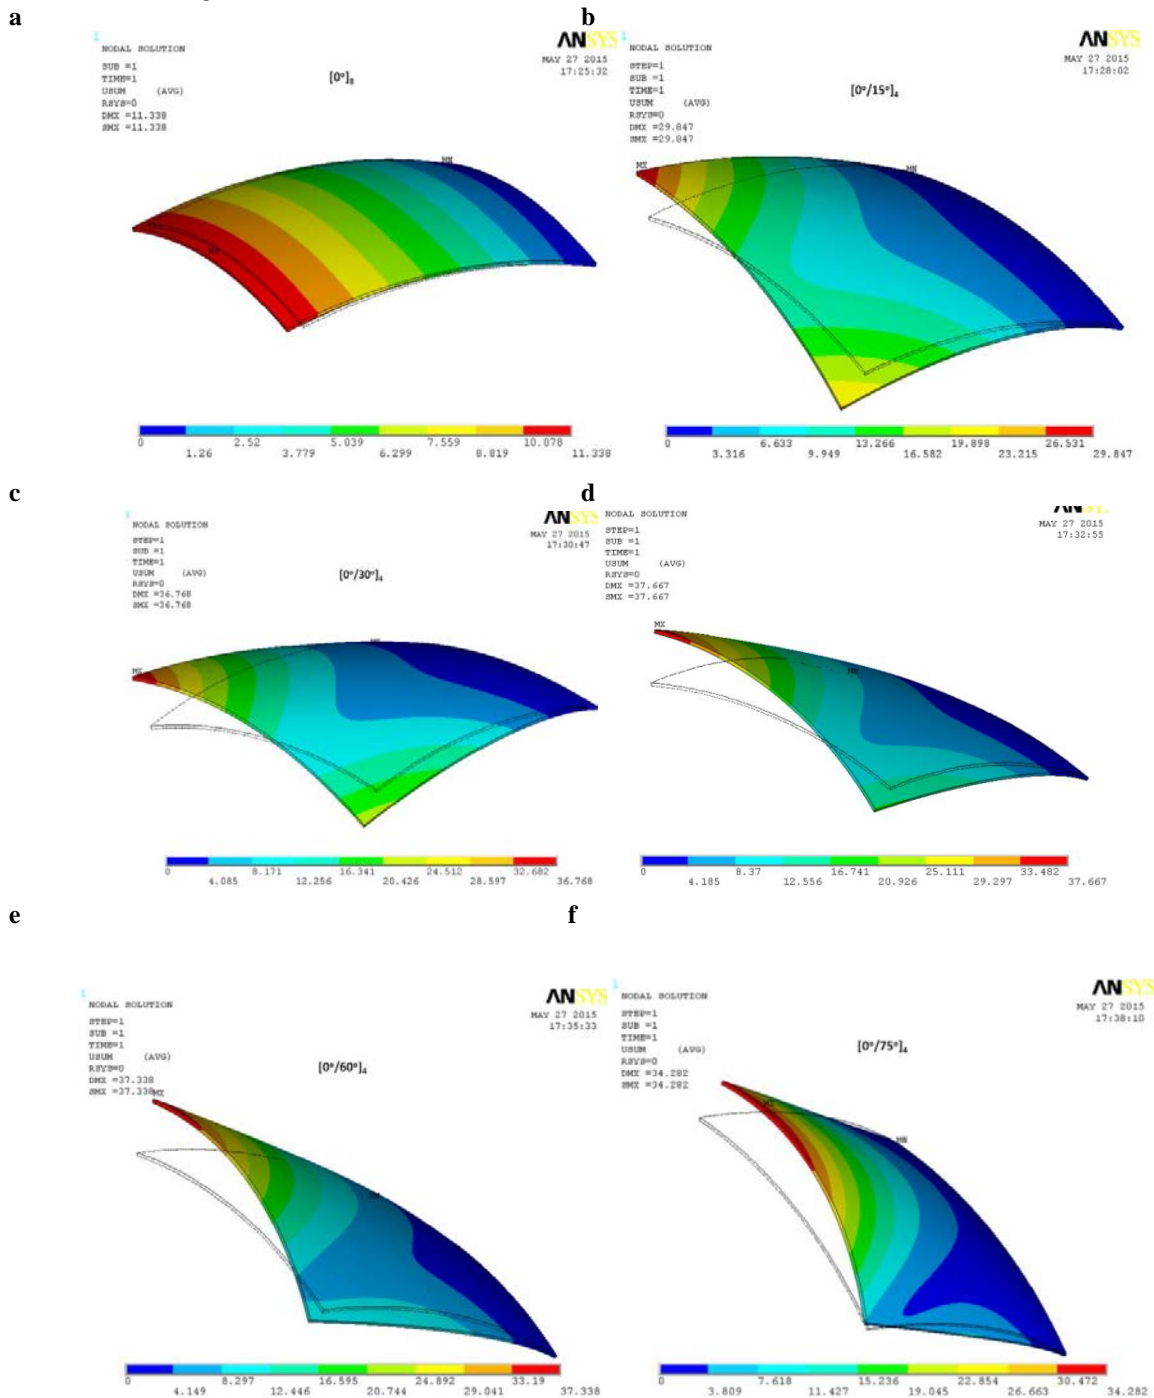 a
b
1
NODAL SOLUTION
SUB =1
TIME=1
USUM (AVG)
RSYS=0
DMX =11.338
SMX =11.338
ANSYS
MAY 27 2015
17:25:32
[0°]8
MN
0 2.52 5.039 7.559 10.078
1.26 3.779 6.299 8.819 11.338
1
NODAL SOLUTION
STEP=1
SUB =1
TIME=1
USUM (AVG)
RSYS=0
DMX =29.847
SMX =29.847
ANSYS
MAY 27 2015
17:28:02
[0°/15°]4
MX
MN
0 6.633 13.266 19.898 26.531
3.316 9.949 16.582 23.215 29.847
c
d
1
NODAL SOLUTION
STEP=1
SUB =1
TIME=1
USUM (AVG)
RSYS=0
DMX =36.768
SMX =36.768
ANSYS
MAY 27 2015
17:30:47
[0°/30°]4
MX
0 8.171 16.341 24.512 32.682
4.085 12.256 20.426 28.597 36.768
NODAL SOLUTION
STEP=1
SUB =1
TIME=1
USUM (AVG)
RSYS=0
DMX =37.667
SMX =37.667
MAY 27 2015
17:32:55
MX
MN
0 8.37 16.741 25.111 33.482
4.185 12.556 20.926 29.297 37.667
e
f
1
NODAL SOLUTION
STEP=1
SUB =1
TIME=1
USUM (AVG)
RSYS=0
DMX =37.338
SMX =37.338
ANSYS
MAY 27 2015
17:35:33
[0°/60°]4
MX
0 8.297 16.595 24.892 33.19
4.149 12.446 20.744 29.041 37.338
1
NODAL SOLUTION
STEP=1
SUB =1
TIME=1
USUM (AVG)
RSYS=0
DMX =34.282
SMX =34.282
ANSYS
MAY 27 2015
17:38:10
[0°/75°]4
MN
0 7.618 15.236 22.854 30.472
3.809 11.427 19.045 26.663 34.282